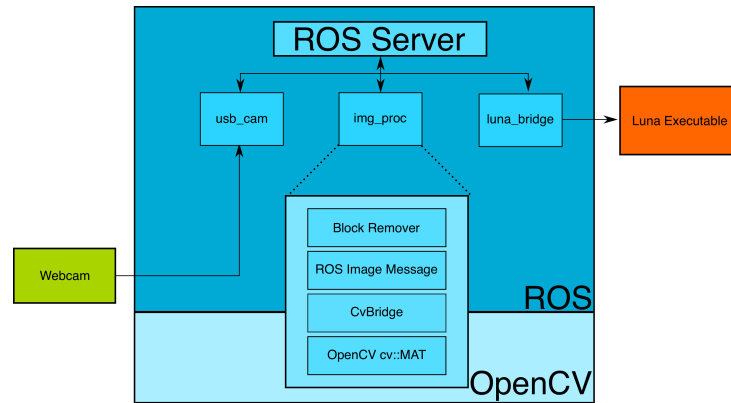 ROS Server
usb_cam
img_proc
luna_bridge
Luna Executable
Block Remover
Webcam
ROS Image Message
ROS
CvBridge
OpenCV cv::MAT
OpenCV